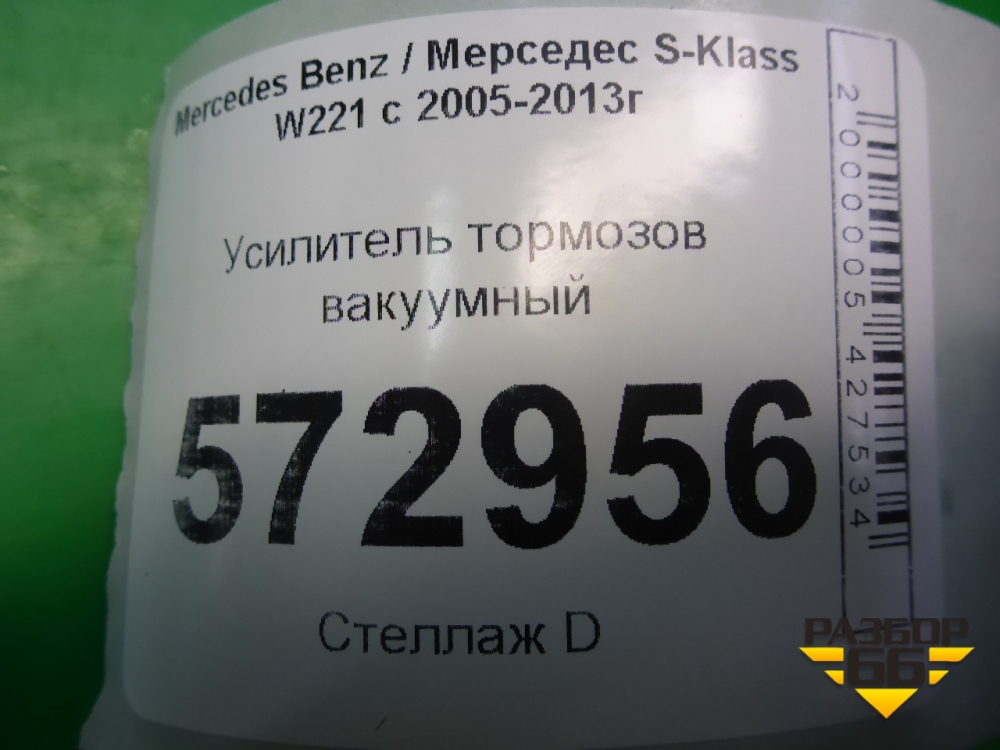 Mercedes Benz / Мерседес S-Klass
W221 с 2005-2013г
Усилитель тормозов
вакуумный
572956
Стеллаж D
2000005427534
РАЗБОР
66